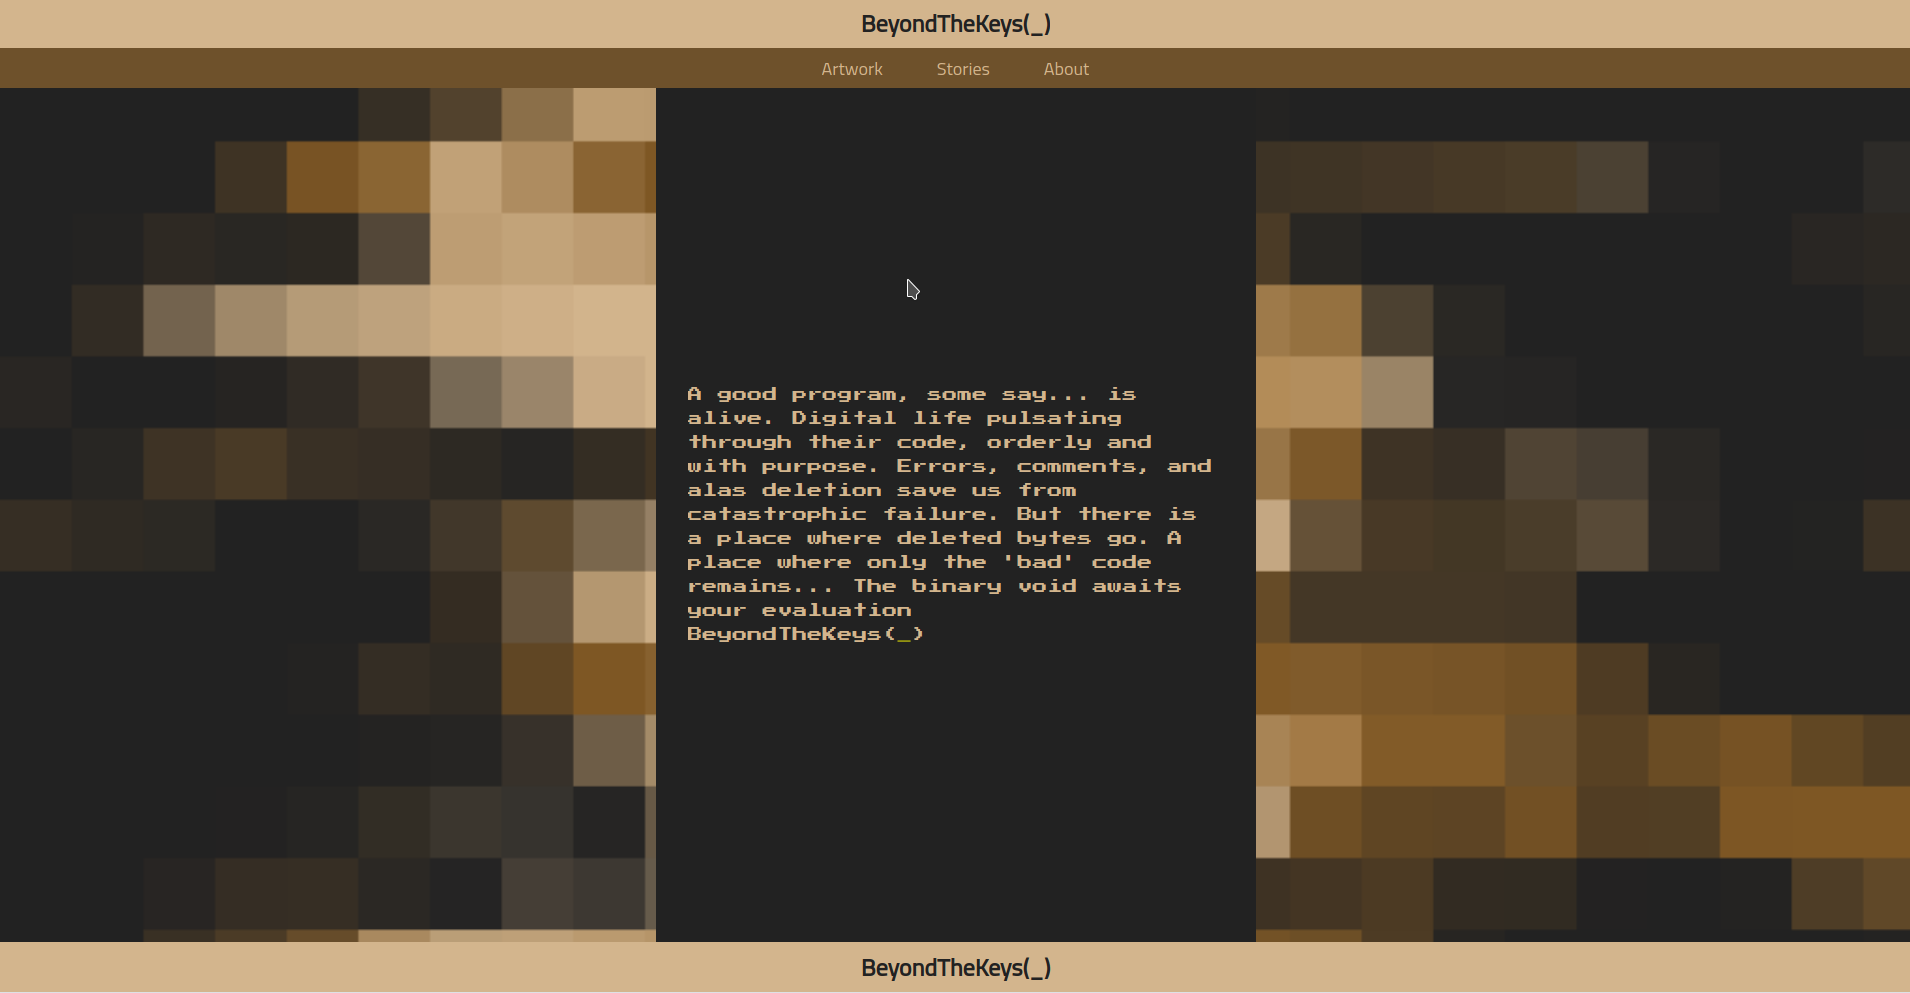 BeyondTheKeys(_)
Artwork Stories About
A good program, some say... is
alive. Digital life pulsating
through their code, orderly and
with purpose. Errors, comments, and
alas deletion save us from
catastrophic failure. But there is
a place where deleted bytes go. A
place where only the 'bad' code
remains... The binary void awaits
your evaluation
BeyondTheKeys(_)
BeyondTheKeys(_)